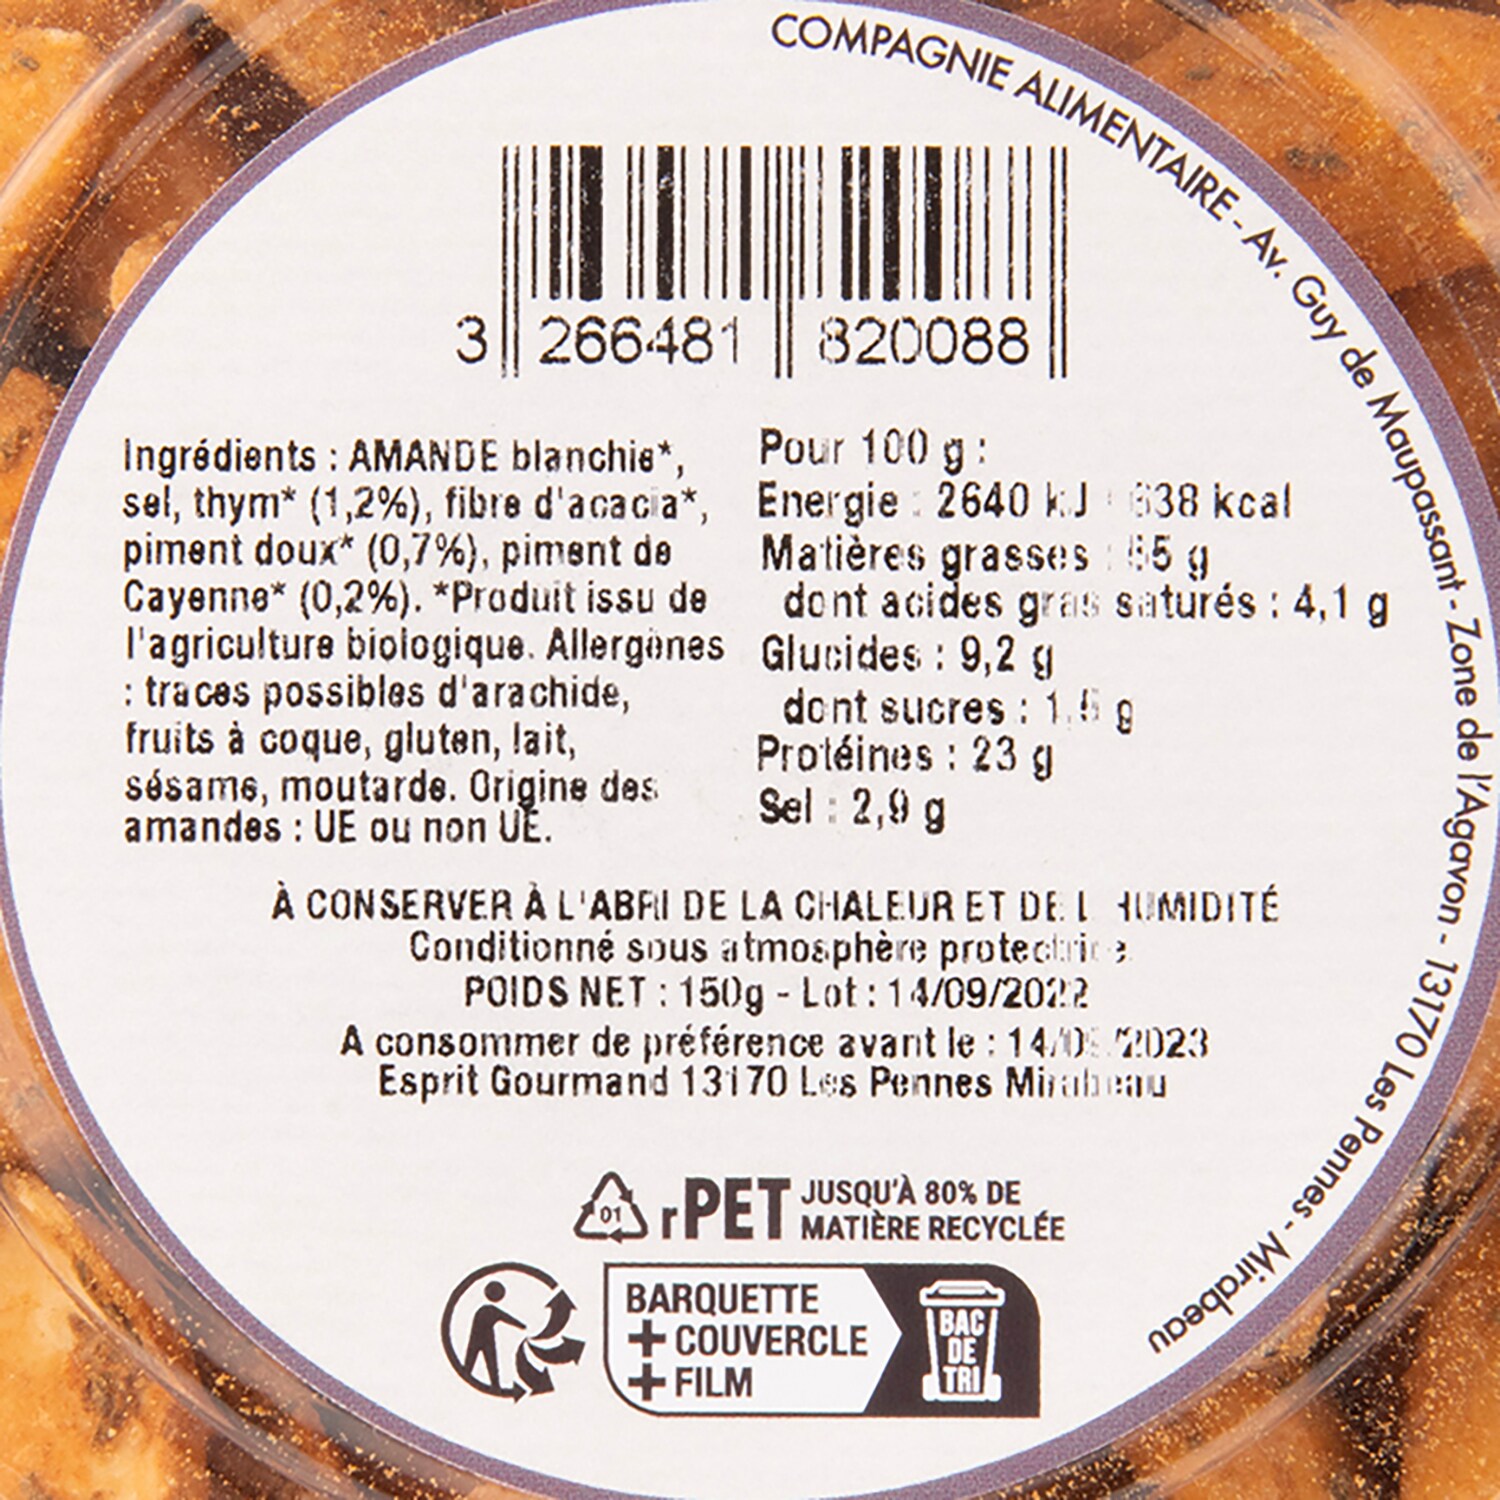 COMPAGNIE ALIMENTAIRE - Av. Guy de Maupassant - Zone de l'Agavon - 13170 Les Pennes - Mirabeau
3 266481 820088
Ingrédients : AMANDE blanchie*,
sel, thym* (1,2%), fibre d'acacia*,
piment doux* (0,7%), piment de
Cayenne* (0,2%). *Produit issu de
l'agriculture biologique. Allergènes
: traces possibles d'arachide,
fruits à coque, gluten, lait,
sésame, moutarde. Origine des
amandes : UE ou non UE.
Pour 100 g :
Energie : 2640 kJ 638 kcal
Matières grasses : 55 g
dont acides gras saturés : 4,1 g
Glucides : 9,2 g
dont sucres : g
Protéines : 23 g
Sel : 2,9 g
À CONSERVER À L'ABRI DE LA CHALEUR ET DE L HUMIDITÉ
Conditionné sous atmosphère protectrice.
POIDS NET : 150g - Lot : 14/09/2022
A consommer de préférence avant le :
Esprit Gourmand 13170 Les Pennes Mirabeau
01 rPET JUSQU'À 80% DE
MATIÈRE RECYCLÉE
BARQUETTE
+ COUVERCLE
+ FILM
BAC
DE
TRI